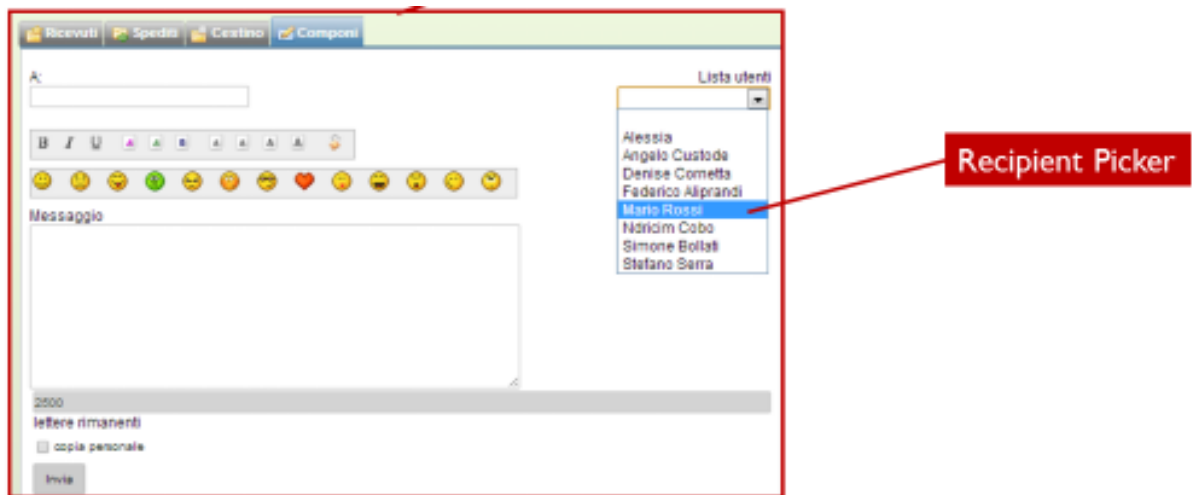 Ricevuti Spediti Cestino Componi
A:
Lista utenti
B I U A A B A A A A
Alessia
Angelo Custode
Denise Cometta
Federico Aliprandi
Mario Rossi
Ndricim Cobo
Simone Bollati
Stefano Serra
Recipient Picker
Messaggio
2500
lettere rimanenti
copia personale
Invia